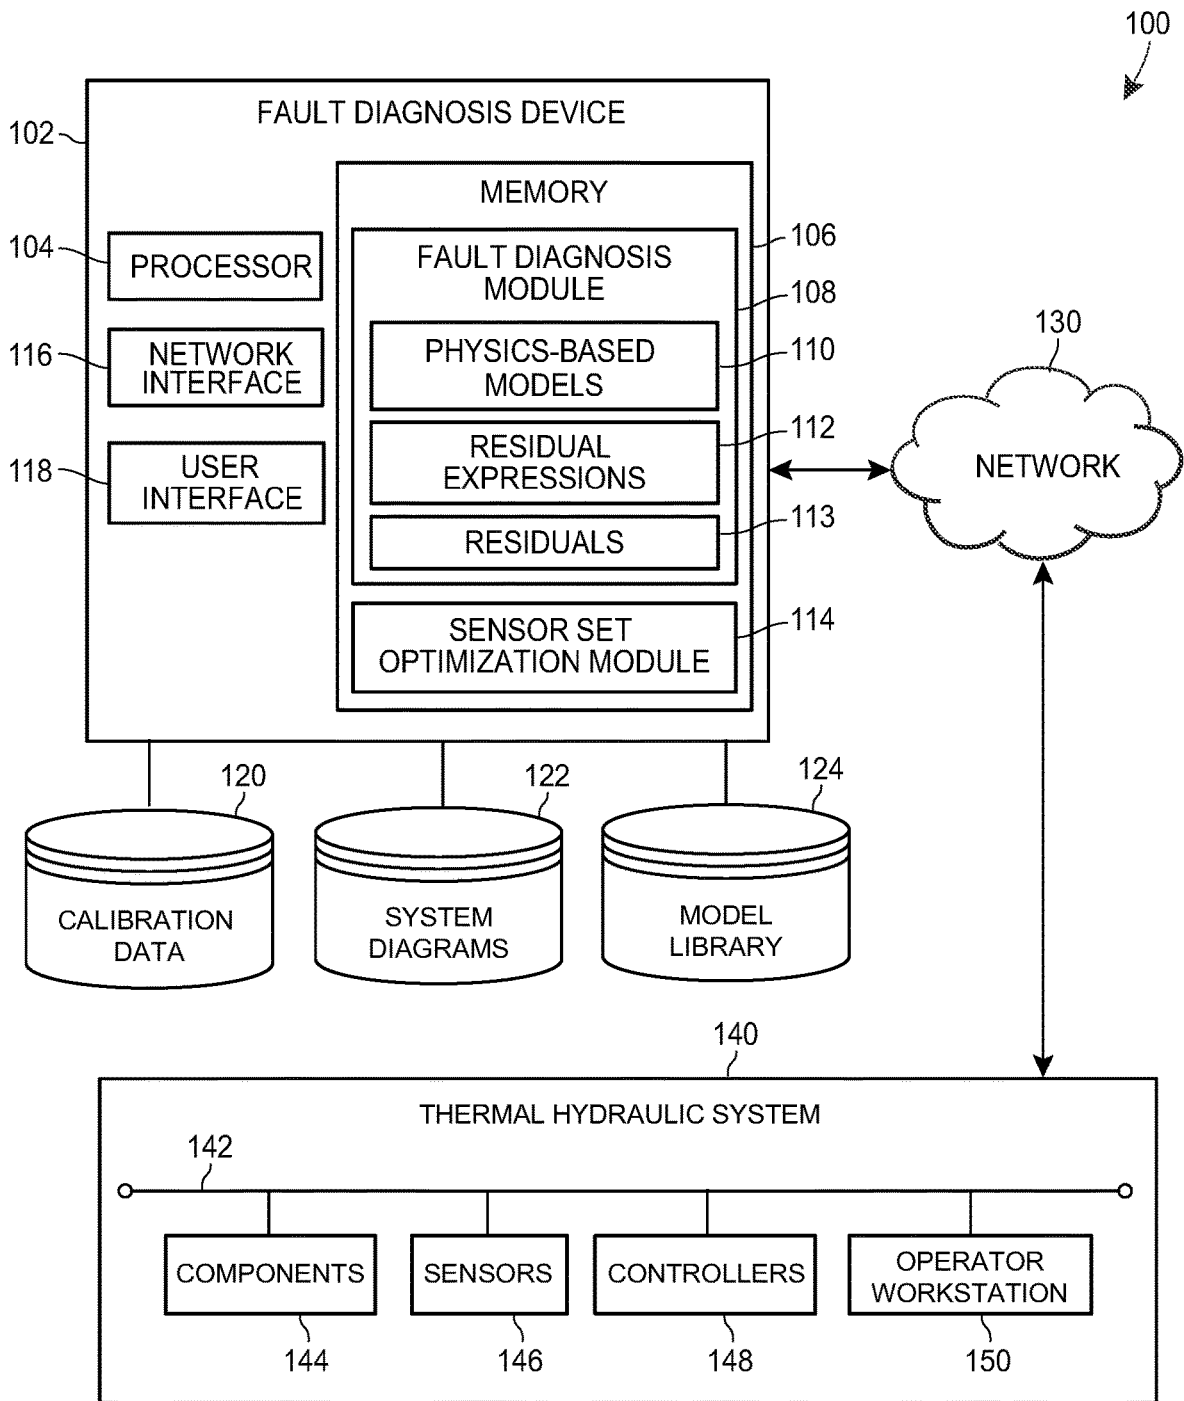 100
FAULT DIAGNOSIS DEVICE
102
MEMORY
104
PROCESSOR
106
FAULT DIAGNOSIS
MODULE
108
116
NETWORK
INTERFACE
PHYSICS-BASED
MODELS
110
130
118
USER
INTERFACE
RESIDUAL
EXPRESSIONS
112
NETWORK
RESIDUALS
113
SENSOR SET
OPTIMIZATION MODULE
114
120
122
124
CALIBRATION
DATA
SYSTEM
DIAGRAMS
MODEL
LIBRARY
140
THERMAL HYDRAULIC SYSTEM
142
COMPONENTS
SENSORS
CONTROLLERS
OPERATOR
WORKSTATION
144
146
148
150